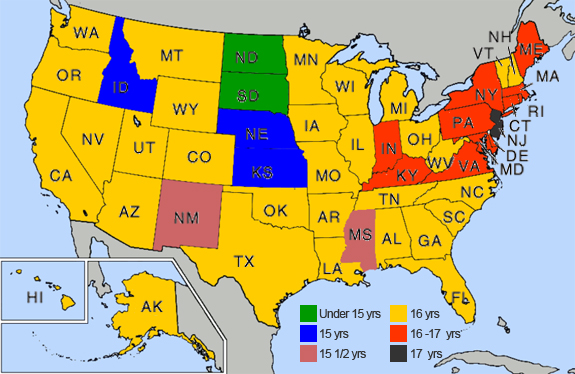 NH
WA
MT
ND
MN
VT
ME
OR
ID
SD
WI
MI
NY
MA
WY
RI
NE
IA
PA
CT
NV
UT
CO
IL
IN
OH
NJ
DE
WV
VA
MD
CA
KS
MO
KY
NC
AZ
NM
OK
AR
TN
SC
MS
AL
GA
TX
LA
FL
HI
AK
Under 15 yrs
16 yrs
15 yrs
16 -17 yrs
15 1/2 yrs
17 yrs